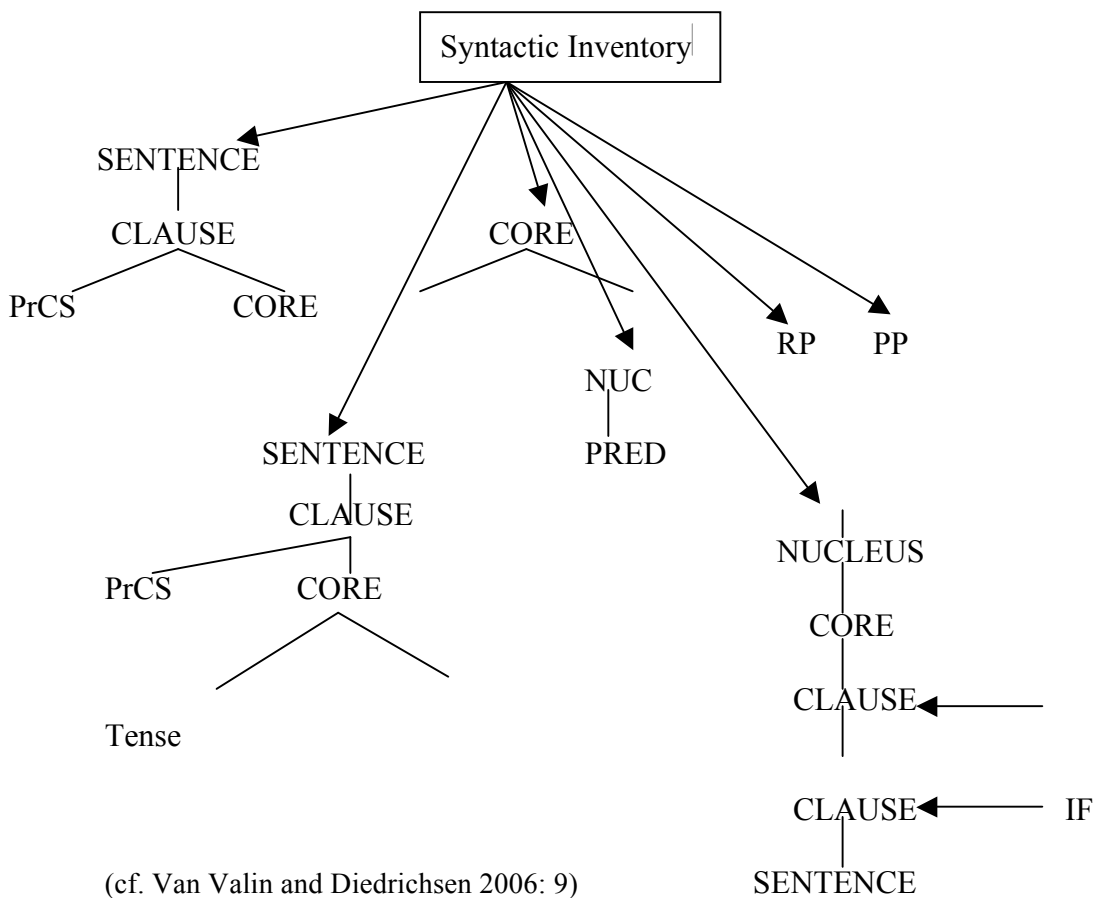 Syntactic Inventory
SENTENCE
CLAUSE
PrCS CORE
CORE
RP PP
NUC
PRED
SENTENCE
CLAUSE
PrCS CORE
Tense
NUCLEUS
CORE
CLAUSE
CLAUSE IF
SENTENCE
(cf. Van Valin and Diedrichsen 2006: 9)